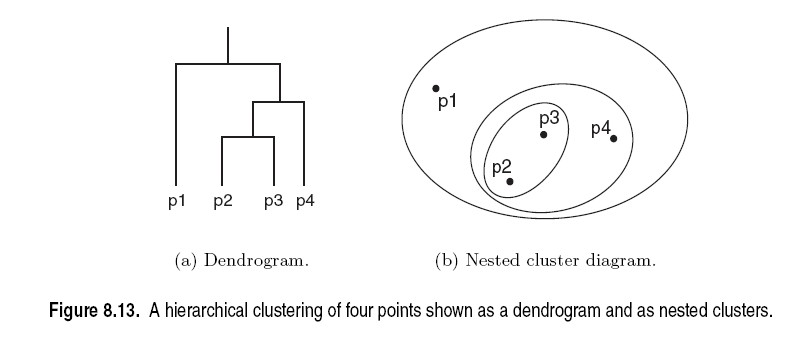 p1 p2 p3 p4
(a) Dendrogram.
p1
p3
p4
p2
(b) Nested cluster diagram.
Figure 8.13. A hierarchical clustering of four points shown as a dendrogram and as nested clusters.